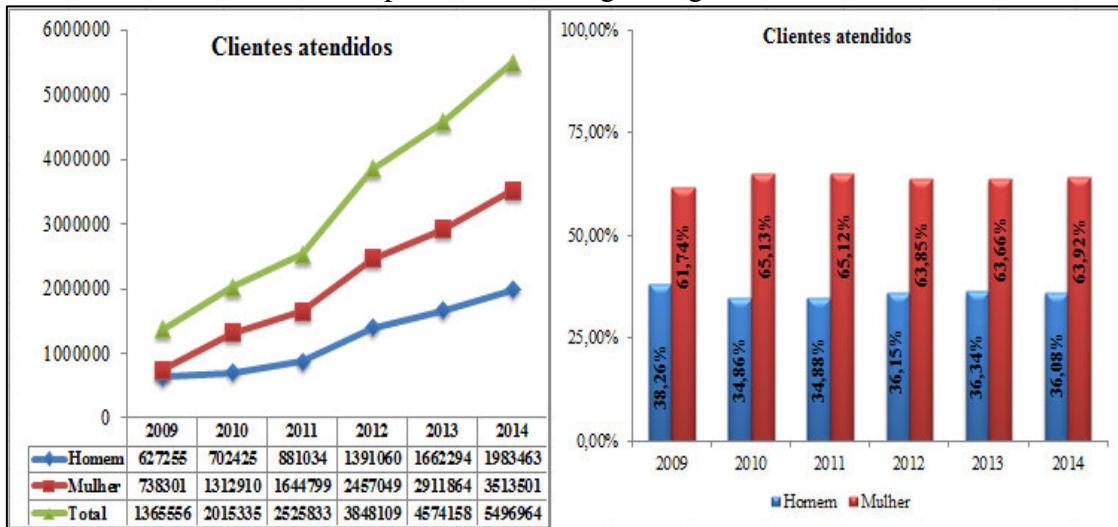 Clientes atendidos
6000000
5000000
4000000
3000000
2000000
1000000
0
2009 2010 2011 2012 2013 2014
Homem 627255 702425 881034 1391060 1662294 1983463
Mulher 738301 1312910 1644799 2457049 2911864 3513501
Total 1365556 2015335 2525833 3848109 4574158 5496964
Clientes atendidos
100,00%
75,00%
50,00%
25,00%
0,00%
38,26% 61,74% 34,86% 65,13% 34,88% 65,12% 36,15% 63,85% 36,34% 63,66% 36,08% 63,92%
2009 2010 2011 2012 2013 2014
Homem Mulher